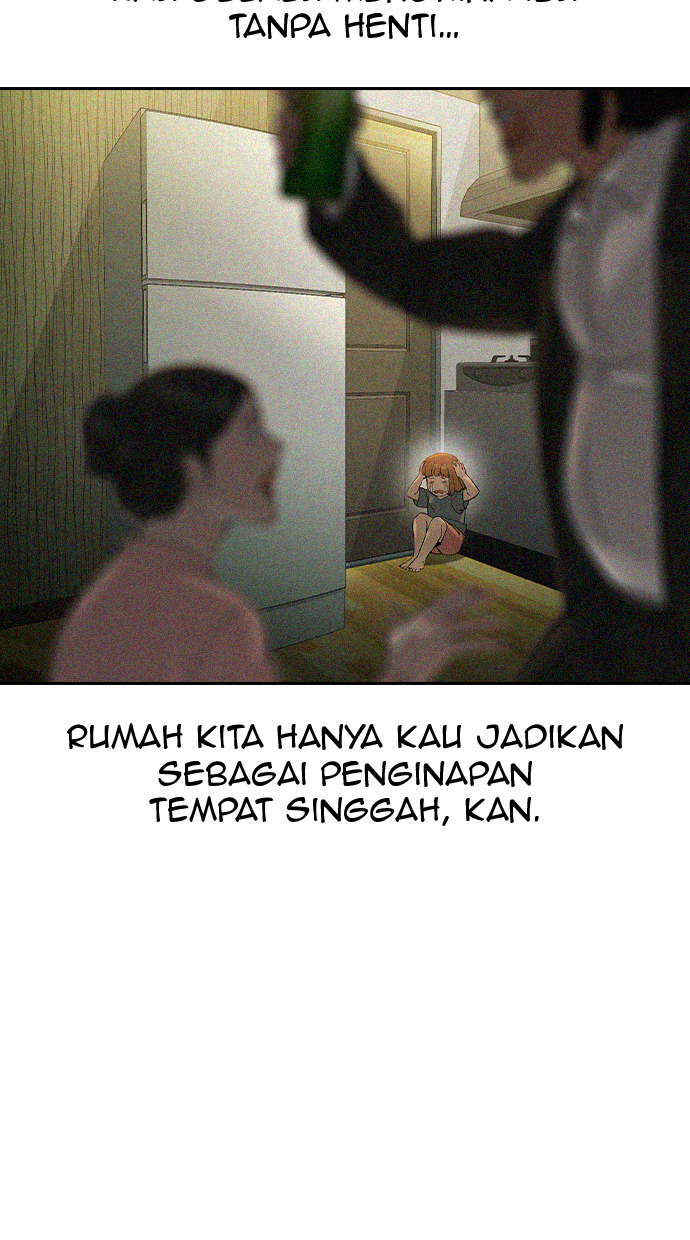 TANPA HENTI...
RUMAH KITA HANYA KAU JADIKAN
SEBAGAI PENGINAPAN
TEMPAT SINGGAH, KAN.